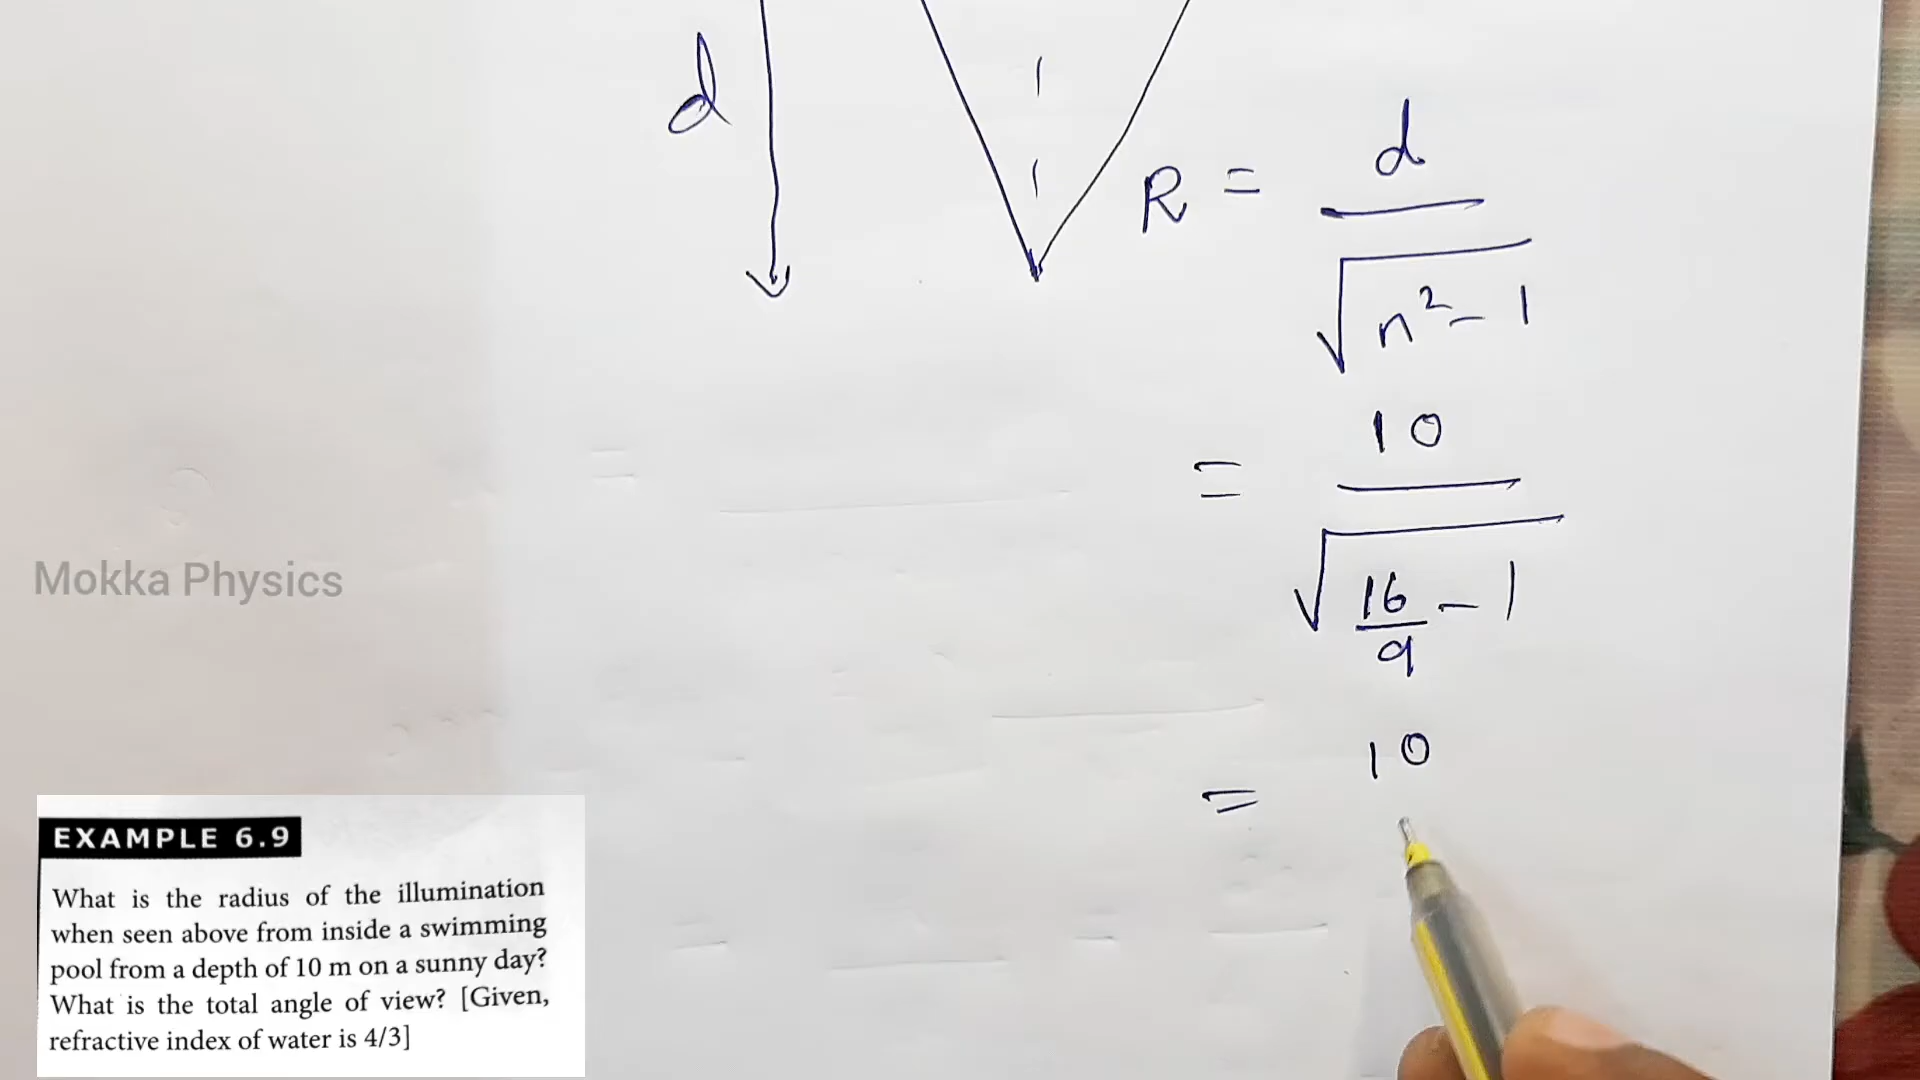 d
R = d / √(n² - 1)
= 10 / √(16/9 - 1)
= 10
Mokka Physics
EXAMPLE 6.9
What is the radius of the illumination
when seen above from inside a swimming
pool from a depth of 10 m on a sunny day?
What is the total angle of view? [Given,
refractive index of water is 4/3]